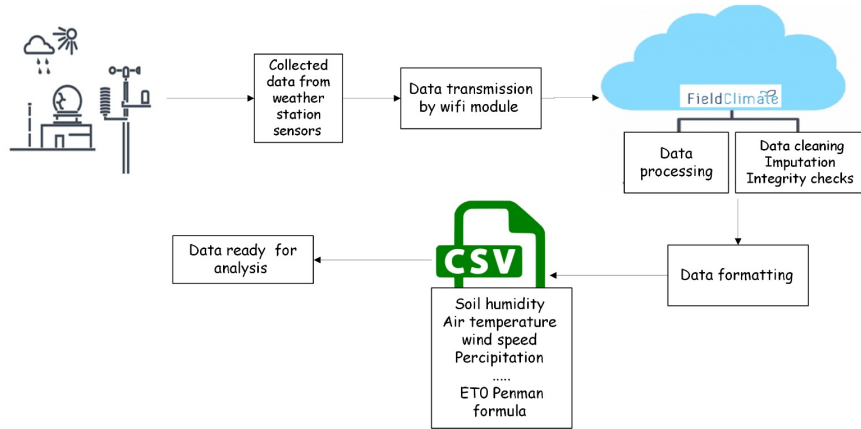 Collected
data from
weather
station
sensors
Data transmission
by wifi module
FieldClimate
Data
processing
Data cleaning
Imputation
Integrity checks
Data formatting
CSV
Soil humidity
Air temperature
wind speed
Percipitation
.....
ET0 Penman
formula
Data ready for
analysis